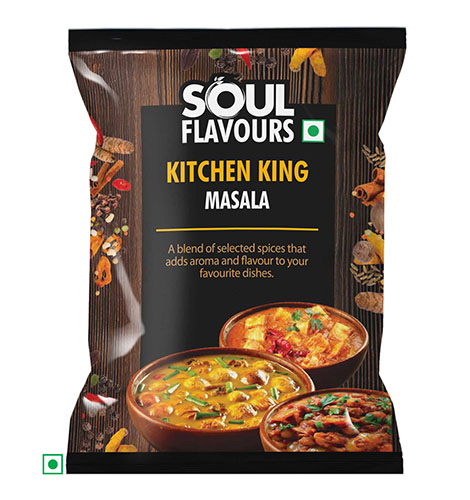 SOUL
FLAVOURS
KITCHEN KING
MASALA
A blend of selected spices that
adds aroma and flavour to your
favourite dishes.